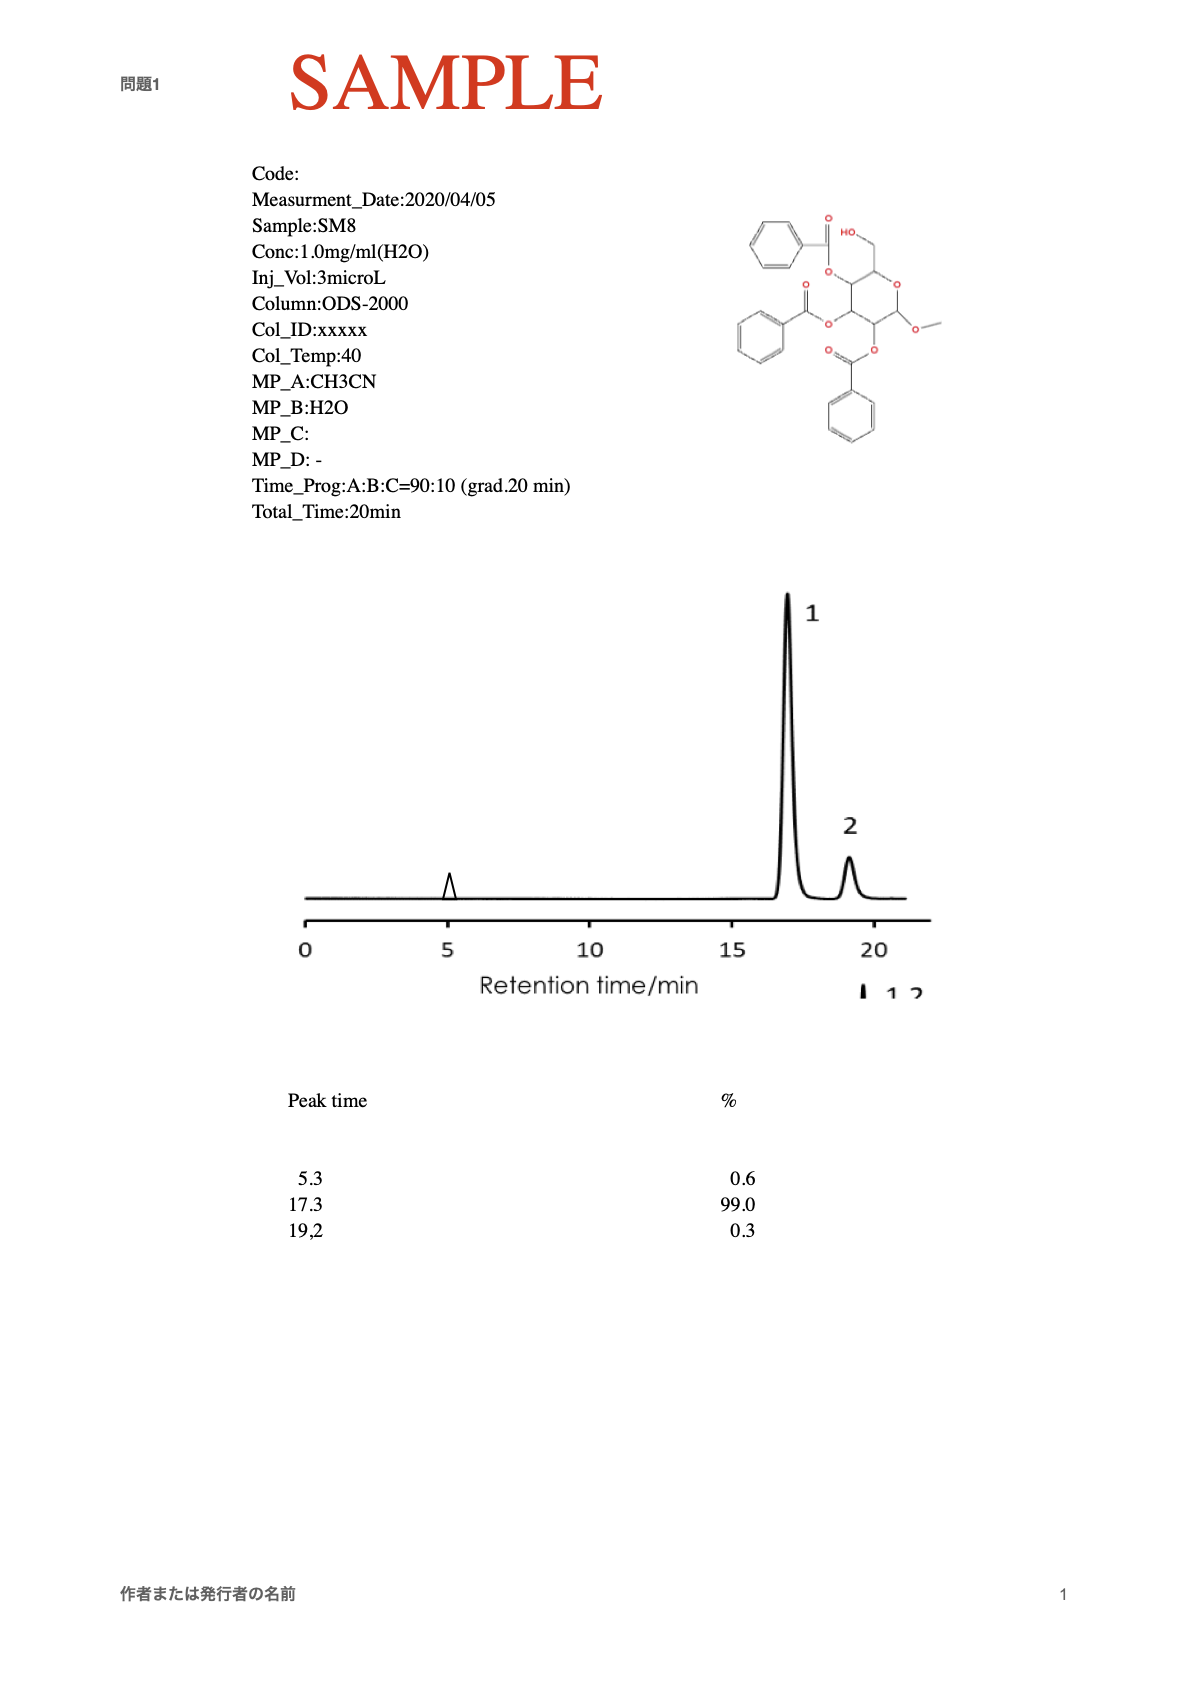 問題1
SAMPLE
Code:
Measurment_Date:2020/04/05
Sample:SM8
Conc:1.0mg/ml(H2O)
Inj_Vol:3microL
Column:ODS-2000
Col_ID:xxxxx
Col_Temp:40
MP_A:CH3CN
MP_B:H2O
MP_C:
MP_D: -
Time_Prog:A:B:C=90:10 (grad.20 min)
Total_Time:20min
O
HO
O
O
O
O
O
O
O
1
2
0 5 10 15 20
Retention time/min
1 2
Peak time %
5.3 0.6
17.3 99.0
19,2 0.3
作者または発行者の名前 1